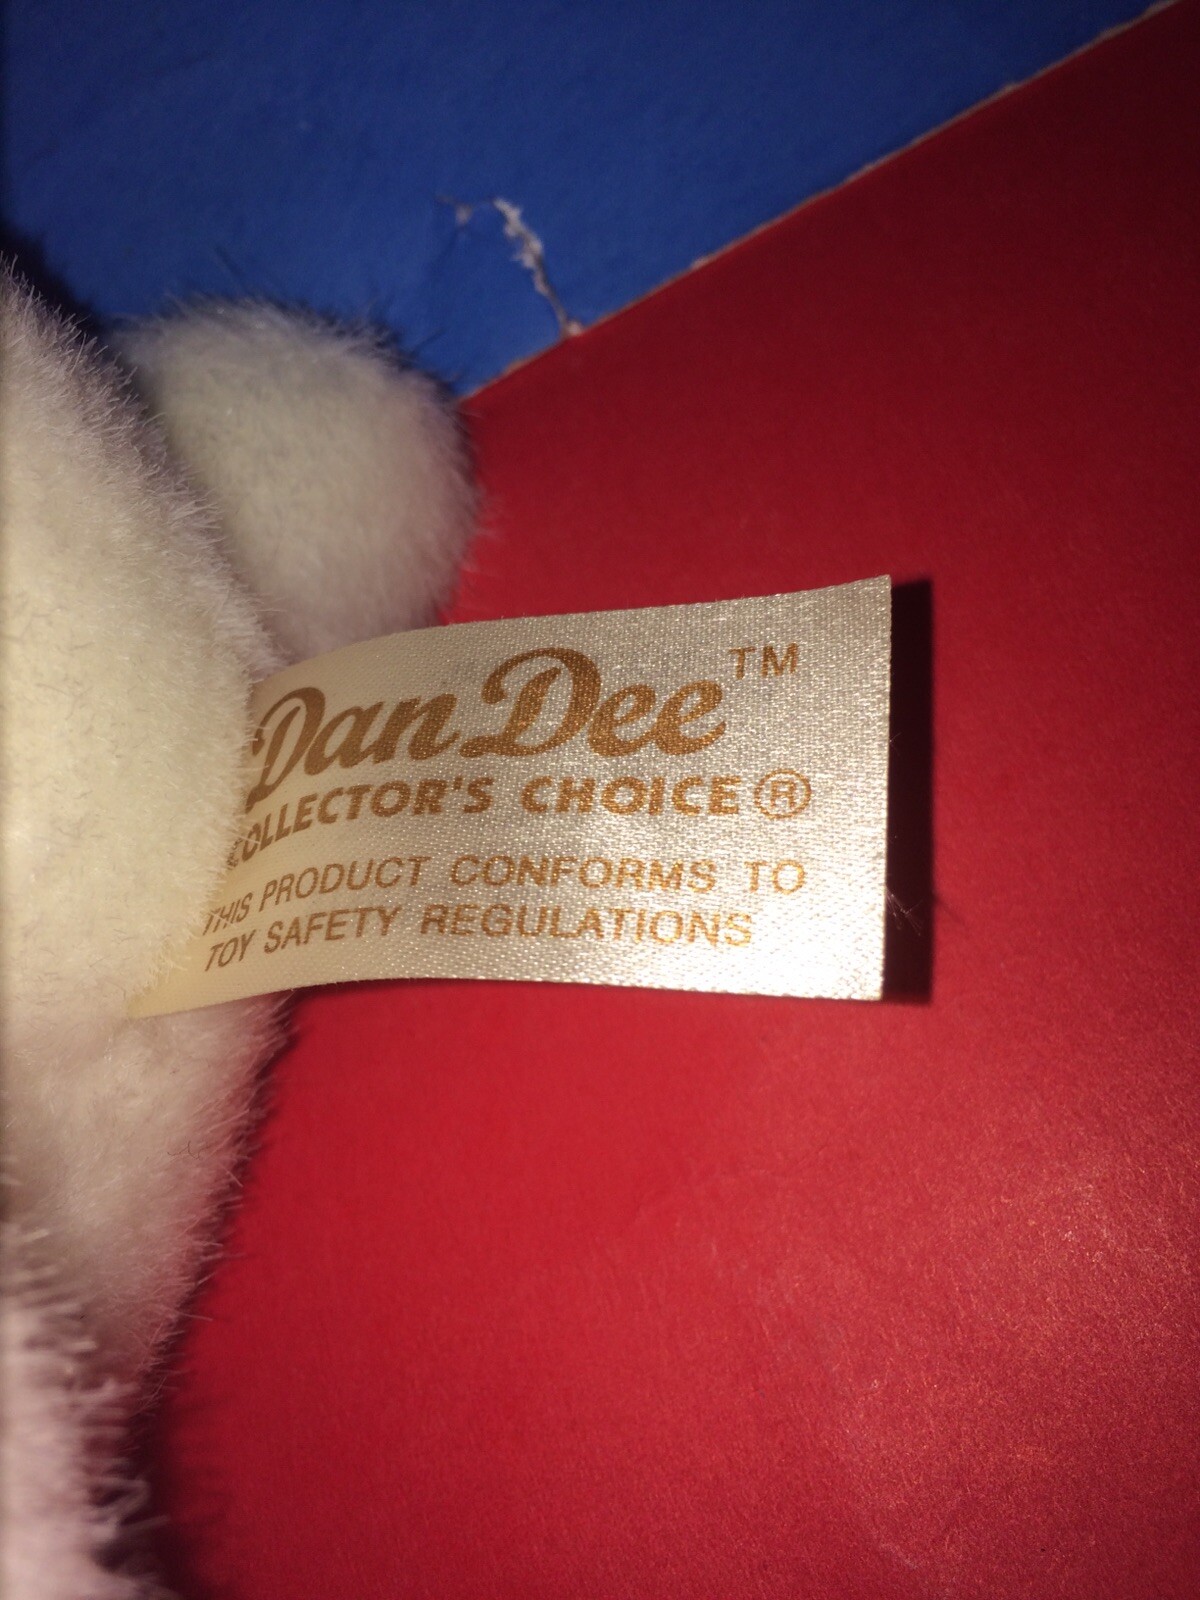 Dan Dee™
COLLECTOR'S CHOICE®
THIS PRODUCT CONFORMS TO
TOY SAFETY REGULATIONS